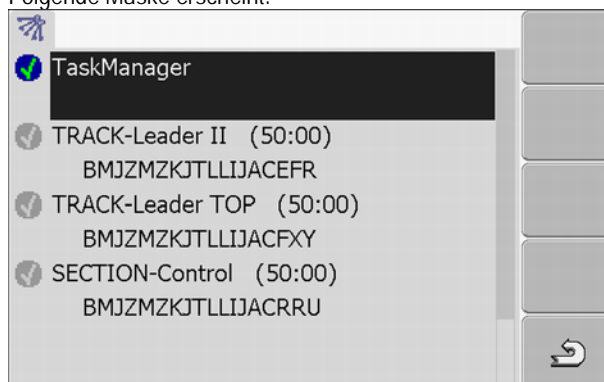 Folgende Maske erscheint:
TaskManager
TRACK-Leader II (50:00)
BMJZMZKJTLLIJACEFR
TRACK-Leader TOP (50:00)
BMJZMZKJTLLIJACFXY
SECTION-Control (50:00)
BMJZMZKJTLLIJACRRU